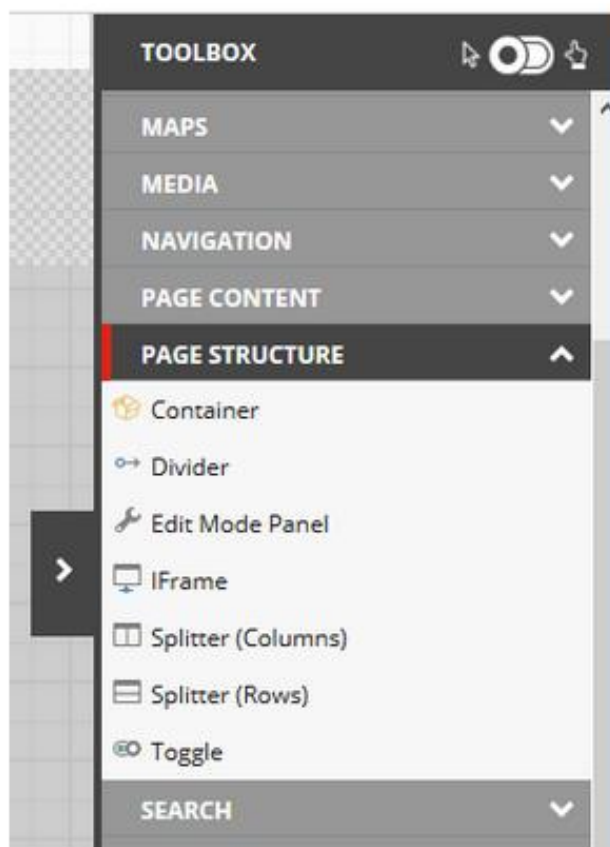 TOOLBOX
MAPS
MEDIA
NAVIGATION
PAGE CONTENT
PAGE STRUCTURE
Container
Divider
Edit Mode Panel
IFrame
Splitter (Columns)
Splitter (Rows)
Toggle
SEARCH